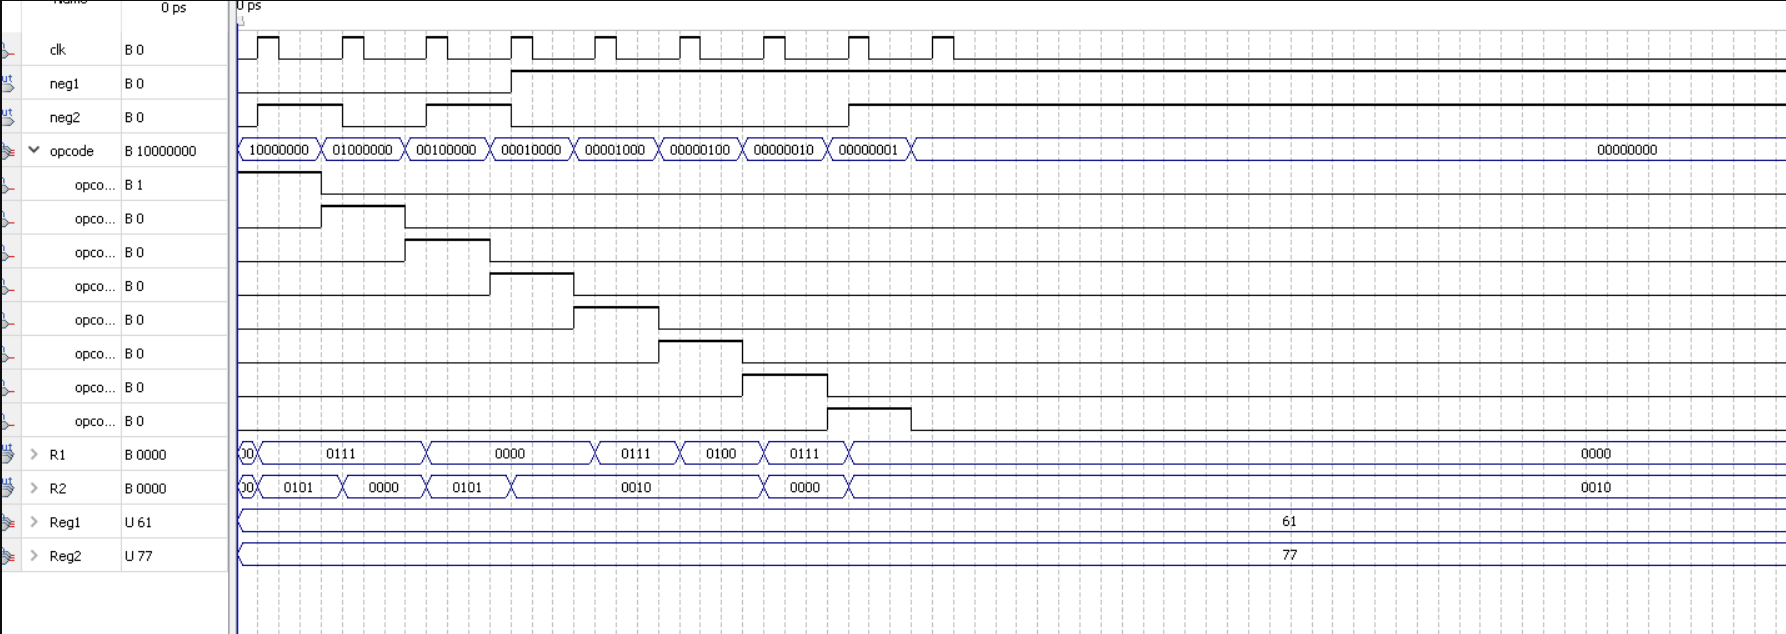 0 ps 0 ps
clk B 0
neg1 B 0
neg2 B 0
opcode B 10000000 10000000 01000000 00100000 00010000 00001000 00000100 00000010 00000001 00000000
opco... B 1
opco... B 0
opco... B 0
opco... B 0
opco... B 0
opco... B 0
opco... B 0
opco... B 0
R1 B 0000 00 0111 0000 0111 0100 0111 0000
R2 B 0000 00 0101 0000 0101 0010 0000 0010
Reg1 U 61 61
Reg2 U 77 77